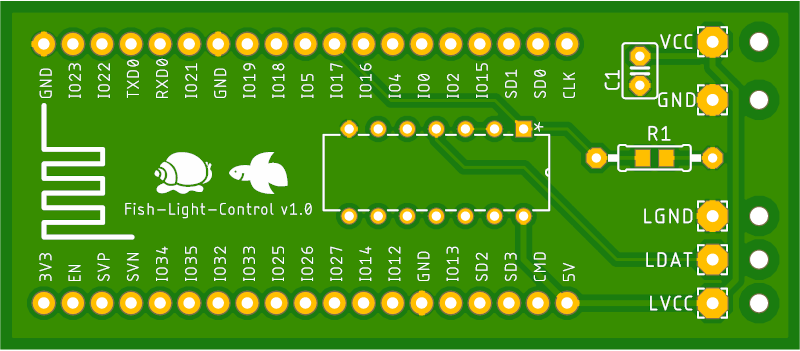 GND IO23 IO22 TXD0 RXD0 IO21 GND IO19 IO18 IO5 IO17 IO16 IO4 IO0 IO2 IO15 SD1 SD0 CLK
VCC
C1
GND
*
R1
Fish-Light-Control v1.0
LGND
LDAT
3V3 EN SVP SVN IO34 IO35 IO32 IO33 IO25 IO26 IO27 IO14 IO12 GND IO13 SD2 SD3 CMD 5V
LVCC